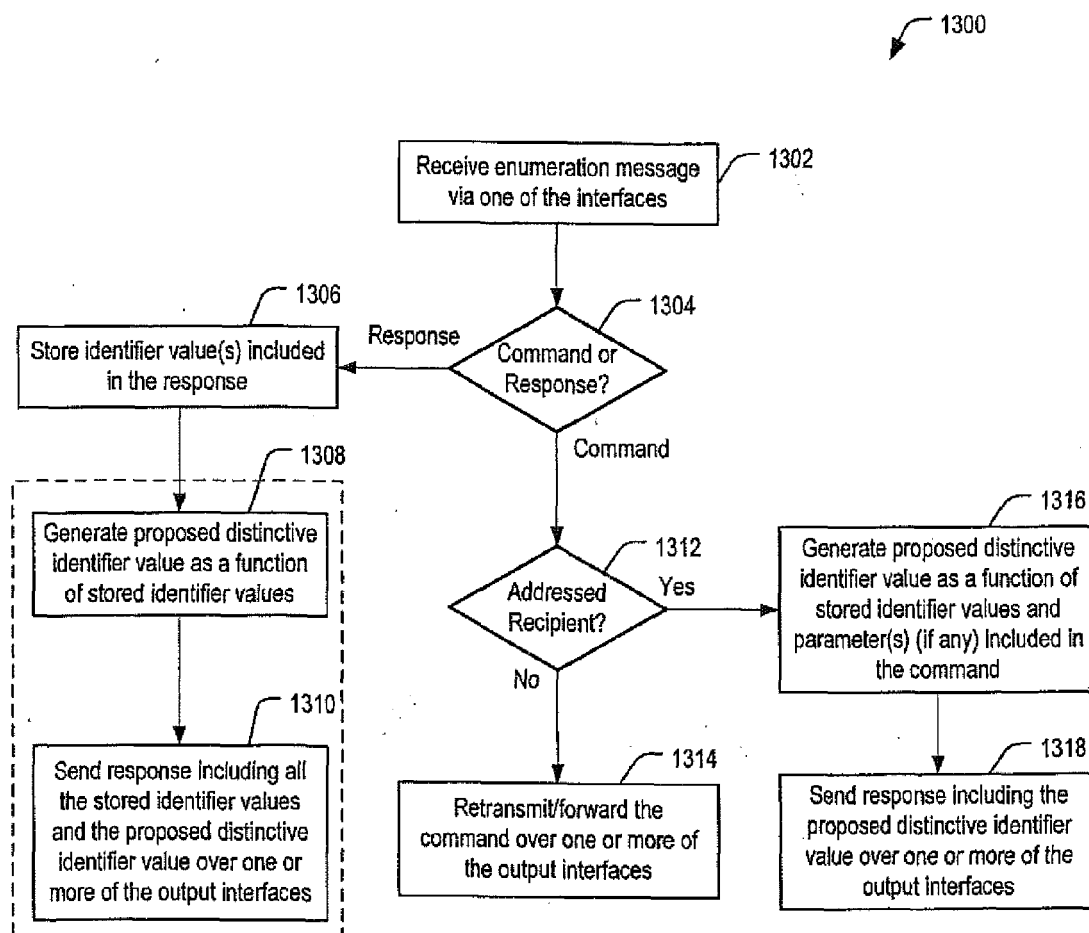 1300
Receive enumeration message
via one of the interfaces
1302
1304
Command or
Response?
Response
Command
1306
Store identifier value(s) included
in the response
1308
Generate proposed distinctive
identifier value as a function
of stored identifier values
1310
Send response including all
the stored identifier values
and the proposed distinctive
identifier value over one or
more of the output interfaces
1312
Addressed
Recipient?
Yes
No
1314
Retransmit/forward the
command over one or more
of the output interfaces
1316
Generate proposed distinctive
identifier value as a function of
stored identifier values and
parameter(s) (if any) included in
the command
1318
Send response including the
proposed distinctive identifier
value over one or more of the
output interfaces